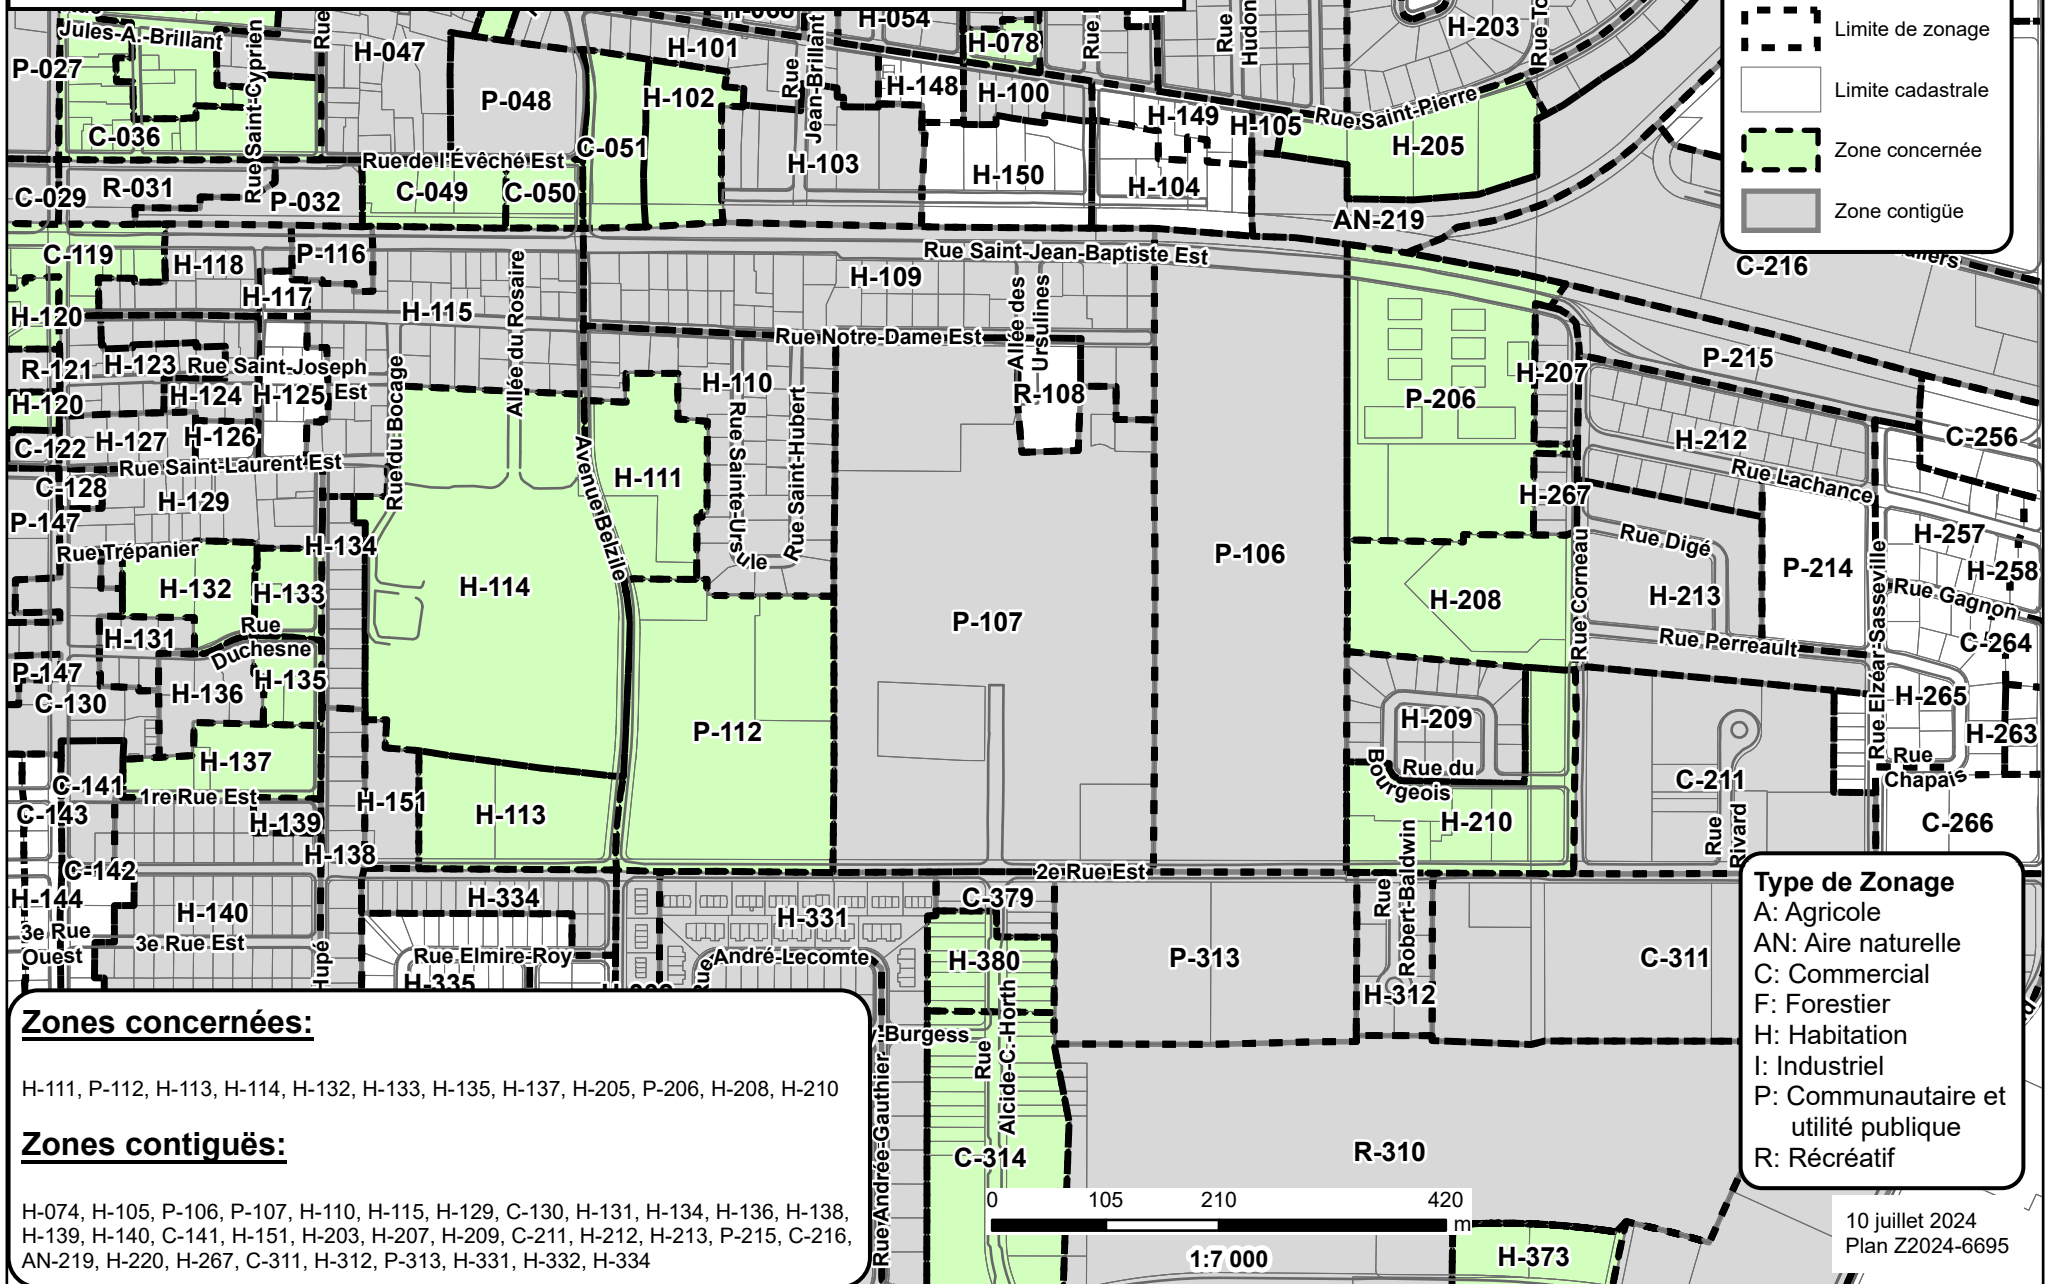 Jules-A.-Brillant
Rue
H-047
H-101
H-054
H-078
Rue
Rue
Hudon
H-203
P-027
P-048
H-102
Rue
Jean-Brillant
H-148
H-100
H-149
H-105
Rue Saint-Pierre
C-036
Rue Saint-Cyprien
Rue de l'Évêché Est
C-051
H-103
H-150
H-104
H-205
C-029
R-031
P-032
C-049
C-050
AN-219
Limite de zonage
Limite cadastrale
Zone concernée
Zone contigüe
C-119
H-118
P-116
Rue Saint-Jean-Baptiste Est
C-216
H-117
H-109
Allée des
Ursulines
H-120
H-115
Allée du Rosaire
Rue Notre-Dame Est
R-121
H-123
Rue Saint-Joseph
Est
H-110
R-108
P-206
H-207
P-215
H-120
H-124
H-125
Rue du Bocage
C-122
H-127
H-126
Rue Saint-Laurent Est
H-111
Rue Sainte-Ursule
Rue Saint-Hubert
H-212
C-256
C-128
H-129
Avenue Belzile
H-267
Rue Lachance
P-147
Rue Trépanier
H-134
P-106
Rue Digé
P-214
H-257
H-132
H-133
H-114
H-208
Rue Corneau
H-213
H-258
Rue Gagnon
Rue
Duchesne
H-131
P-107
Rue Perreault
Rue Elzéar-Sasseville
C-264
P-147
H-136
H-135
C-130
H-265
P-112
H-209
H-263
H-137
C-141
1re Rue Est
H-151
H-113
Rue du
Bourgeois
C-211
Rue
Chapais
C-143
H-139
H-210
C-266
H-138
Rue
Rivard
C-142
2e Rue Est
H-144
H-140
H-334
H-331
C-379
Rue
Robert-Baldwin
3e Rue
Ouest
3e Rue Est
Hupé
Rue Elmire-Roy
Rue
André-Lecomte
H-380
P-313
C-311
H-335
H-312
Burgess
Rue
Alcide-C.-Horth
Rue Andrée-Gauthier
C-314
R-310
H-373
Zones concernées:
H-111, P-112, H-113, H-114, H-132, H-133, H-135, H-137, H-205, P-206, H-208, H-210
Zones contiguës:
H-074, H-105, P-106, P-107, H-110, H-115, H-129, C-130, H-131, H-134, H-136, H-138,
H-139, H-140, C-141, H-151, H-203, H-207, H-209, C-211, H-212, H-213, P-215, C-216,
AN-219, H-220, H-267, C-311, H-312, P-313, H-331, H-332, H-334
0 105 210 420
m
1:7 000
Type de Zonage
A: Agricole
AN: Aire naturelle
C: Commercial
F: Forestier
H: Habitation
I: Industriel
P: Communautaire et
utilité publique
R: Récréatif
10 juillet 2024
Plan Z2024-6695